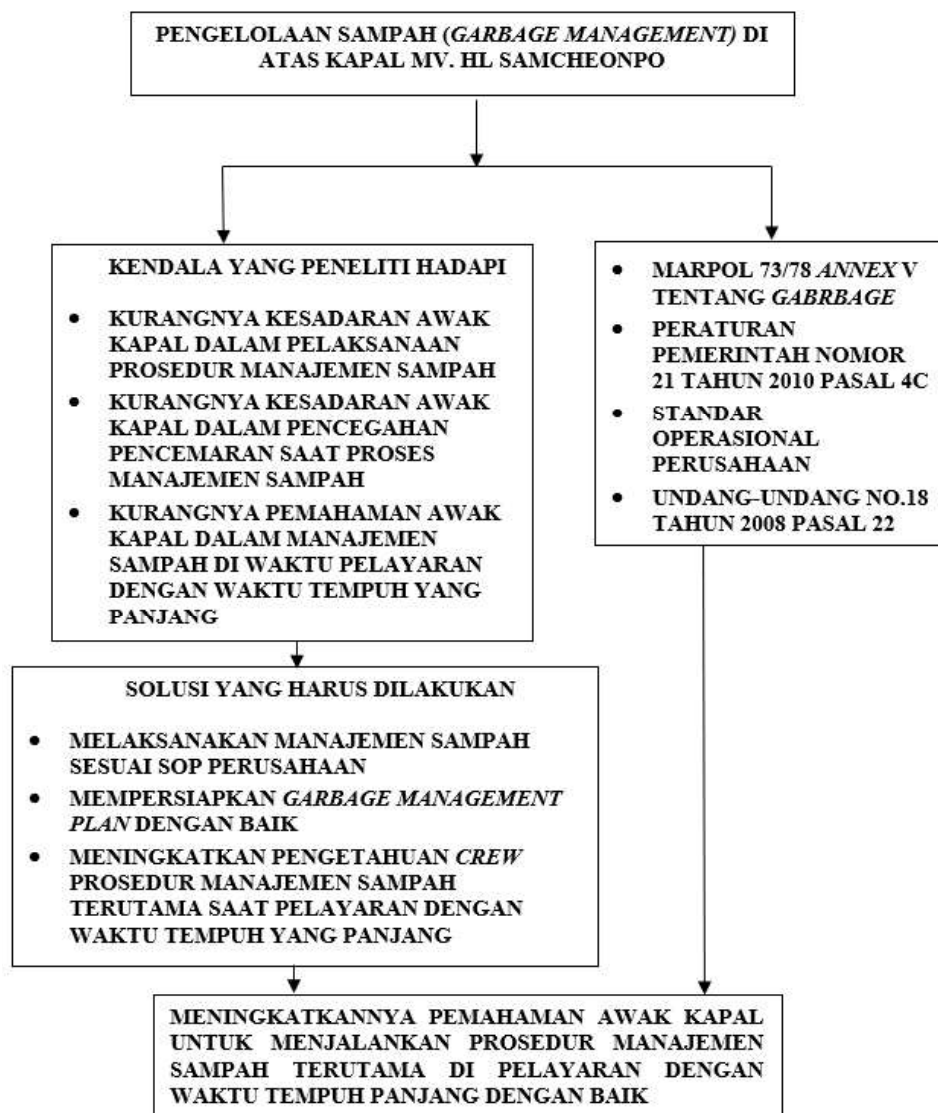 PENGELOLAAN SAMPAH (GARBAGE MANAGEMENT) DI
ATAS KAPAL MV. HL SAMCHEONPO
KENDALA YANG PENELITI HADAPI
• KURANGNYA KESADARAN AWAK
KAPAL DALAM PELAKSANAAN
PROSEDUR MANAJEMEN SAMPAH
• KURANGNYA KESADARAN AWAK
KAPAL DALAM PENCEGAHAN
PENCEMARAN SAAT PROSES
MANAJEMEN SAMPAH
• KURANGNYA PEMAHAMAN AWAK
KAPAL DALAM MANAJEMEN
SAMPAH DI WAKTU PELAYARAN
DENGAN WAKTU TEMPUH YANG
PANJANG
• MARPOL 73/78 ANNEX V
TENTANG GABRBAGE
• PERATURAN
PEMERINTAH NOMOR
21 TAHUN 2010 PASAL 4C
• STANDAR
OPERASIONAL
PERUSAHAAN
• UNDANG-UNDANG NO.18
TAHUN 2008 PASAL 22
SOLUSI YANG HARUS DILAKUKAN
• MELAKSANAKAN MANAJEMEN SAMPAH
SESUAI SOP PERUSAHAAN
• MEMPERSIAPKAN GARBAGE MANAGEMENT
PLAN DENGAN BAIK
• MENINGKATKAN PENGETAHUAN CREW
PROSEDUR MANAJEMEN SAMPAH
TERUTAMA SAAT PELAYARAN DENGAN
WAKTU TEMPUH YANG PANJANG
MENINGKATKANNYA PEMAHAMAN AWAK KAPAL
UNTUK MENJALANKAN PROSEDUR MANAJEMEN
SAMPAH TERUTAMA DI PELAYARAN DENGAN
WAKTU TEMPUH PANJANG DENGAN BAIK